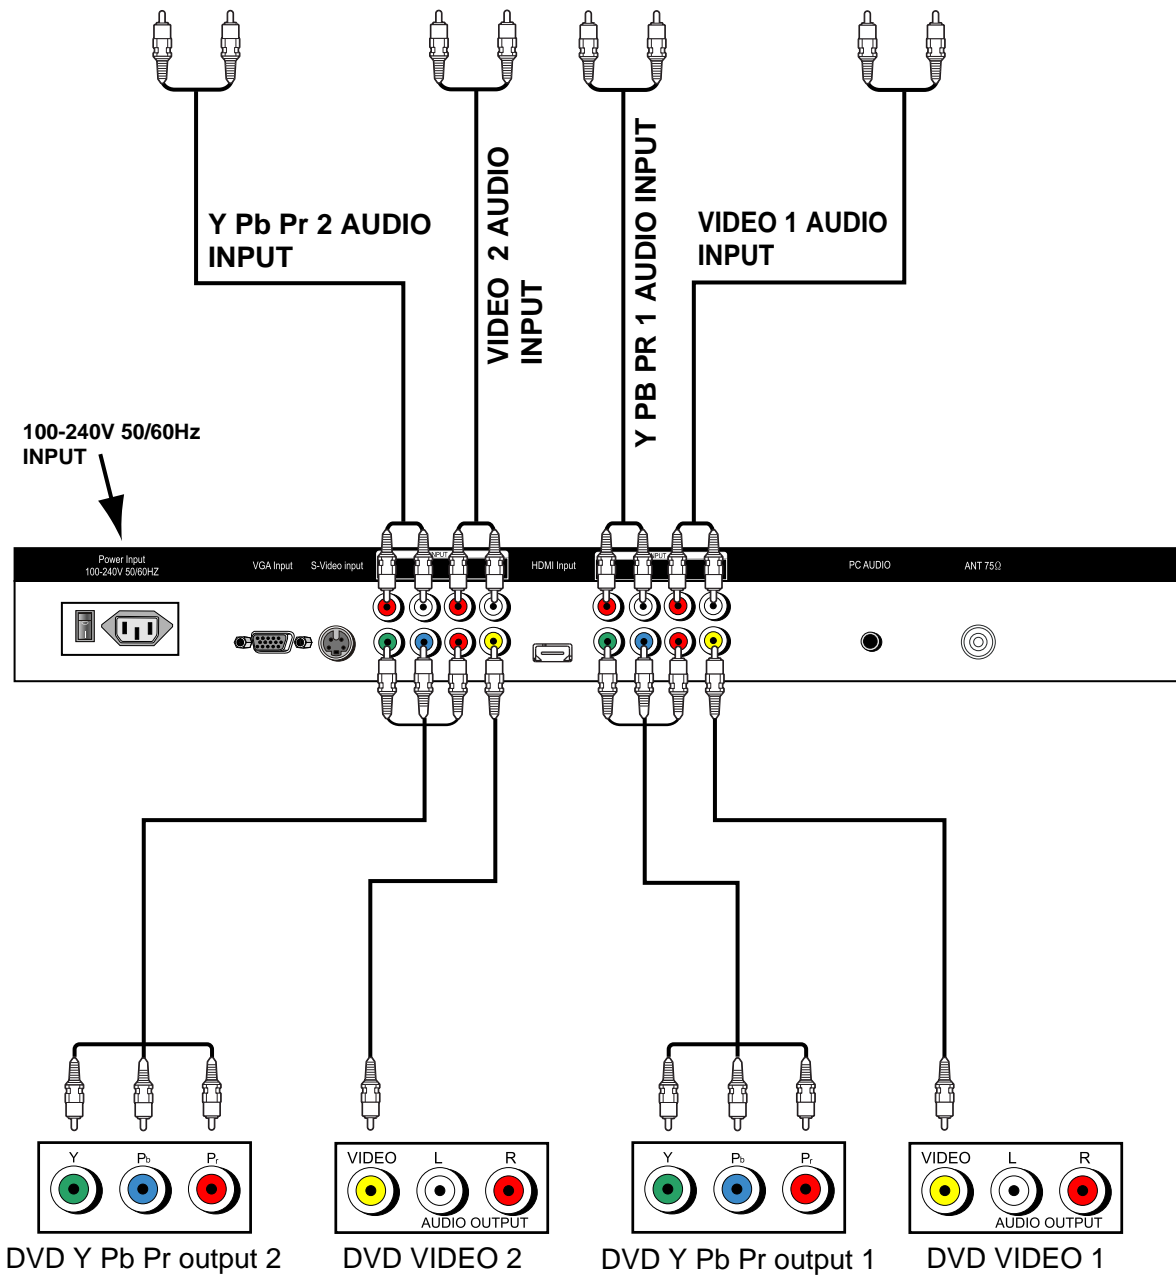 Y Pb Pr 2 AUDIO
INPUT
VIDEO 2 AUDIO
INPUT
Y PB PR 1 AUDIO INPUT
VIDEO 1 AUDIO
INPUT
100-240V 50/60Hz
INPUT
Power Input
100-240V 50/60HZ
VGA Input
S-Video input
HDMI Input
PC AUDIO
ANT 75Ω
Y Pb Pr
VIDEO L R
AUDIO OUTPUT
Y Pb Pr
VIDEO L R
AUDIO OUTPUT
DVD Y Pb Pr output 2
DVD VIDEO 2
DVD Y Pb Pr output 1
DVD VIDEO 1